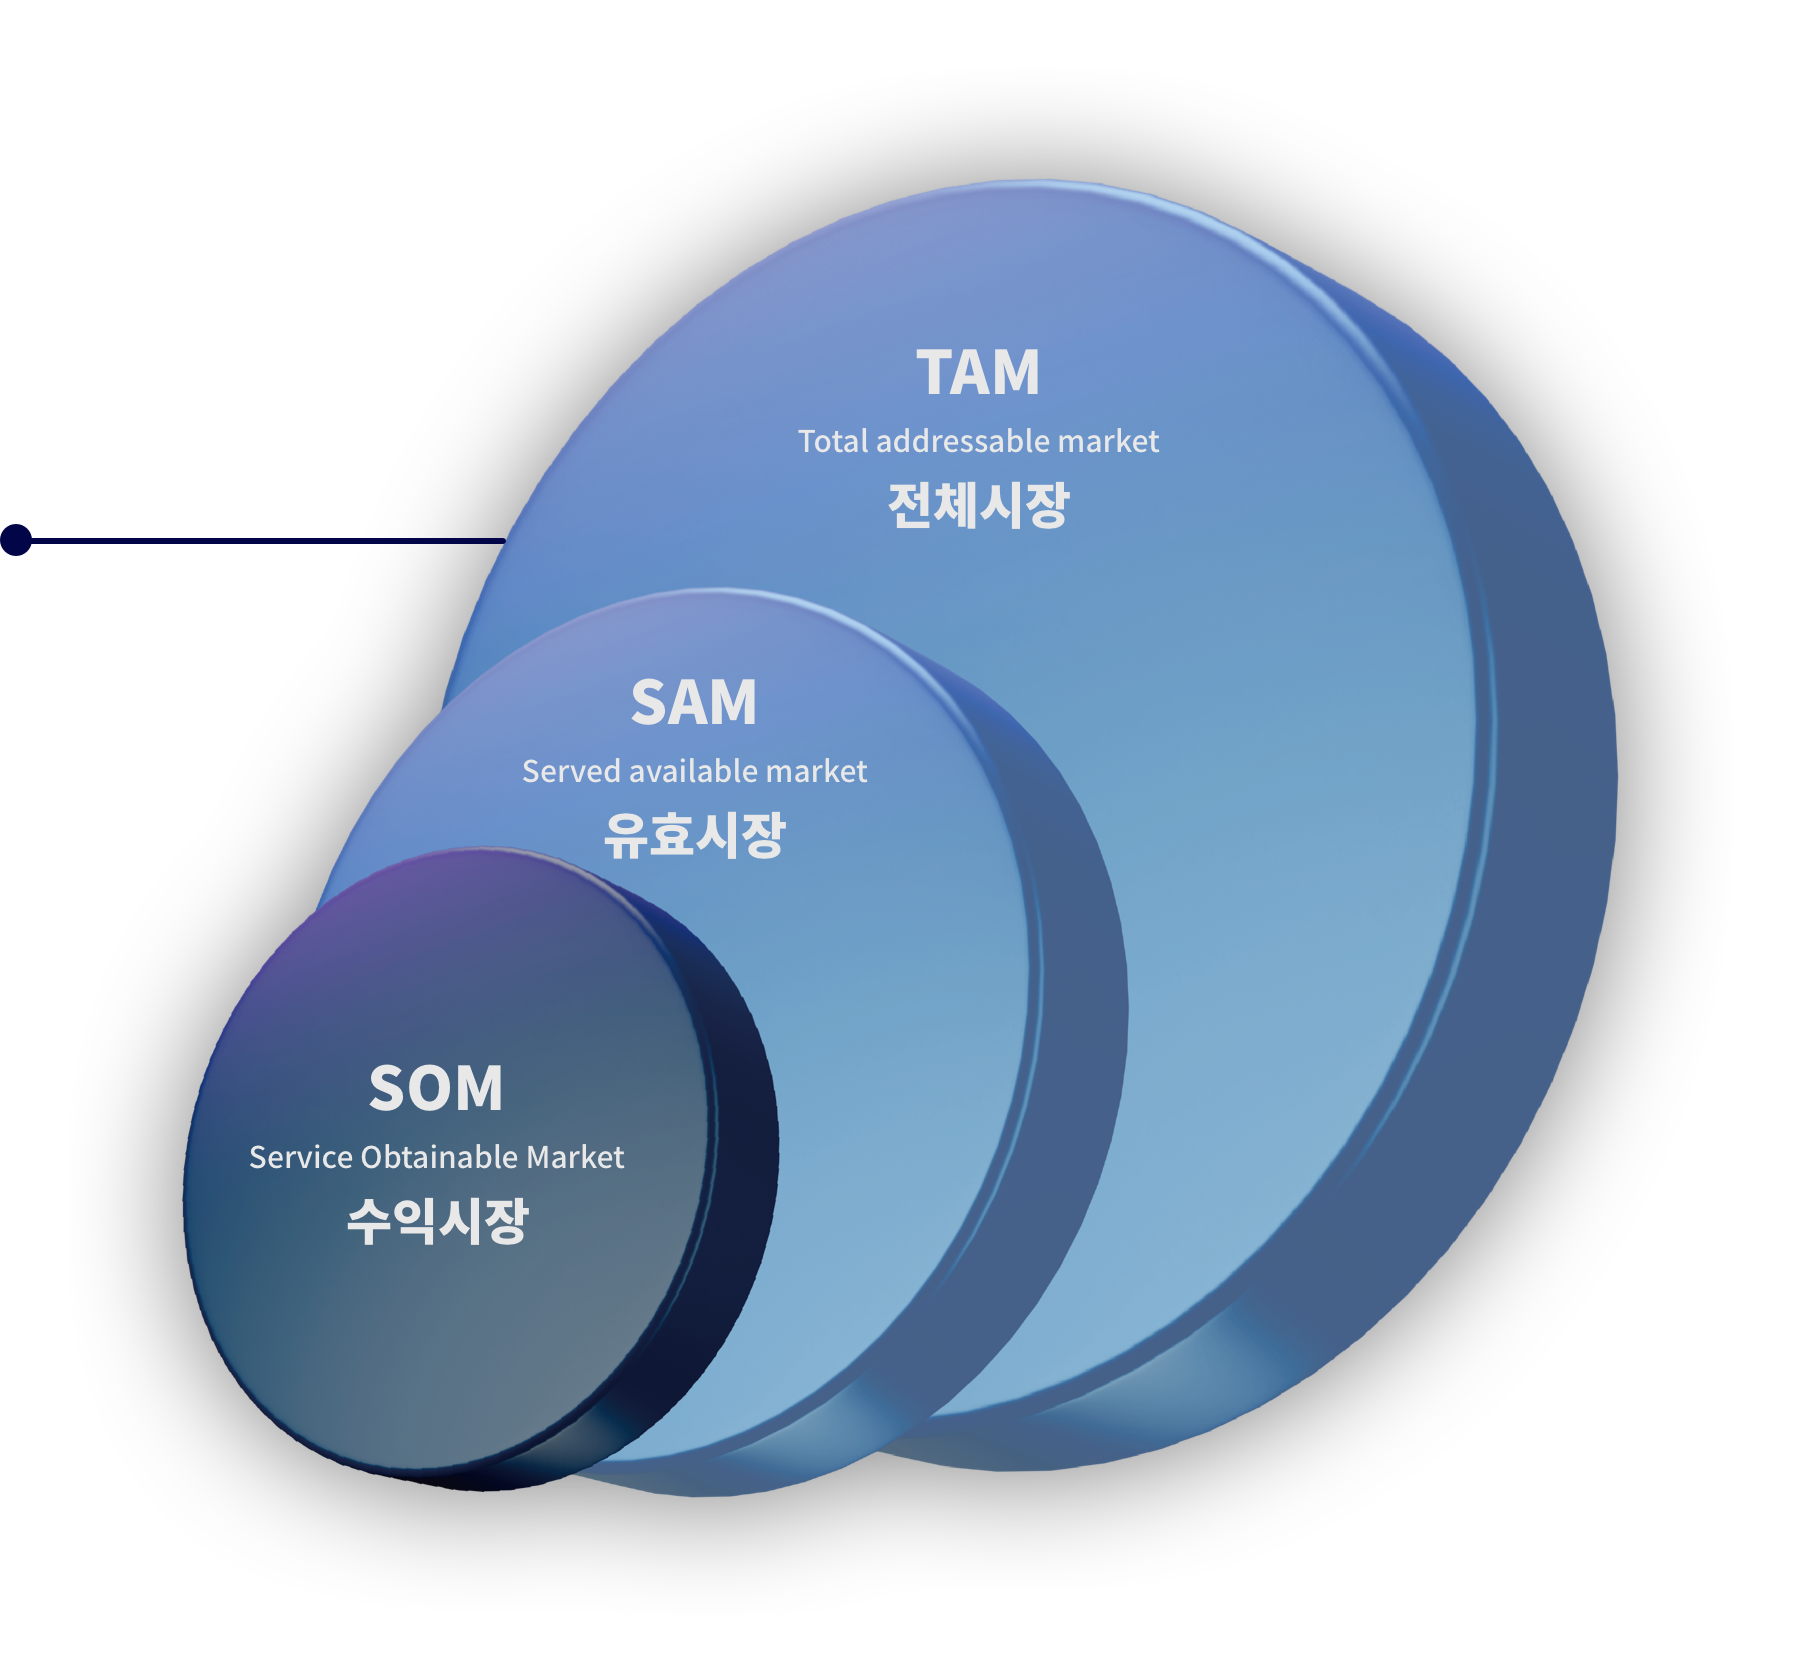 TAM
Total addressable market
전체시장
SAM
Served available market
유효시장
SOM
Service Obtainable Market
수익시장